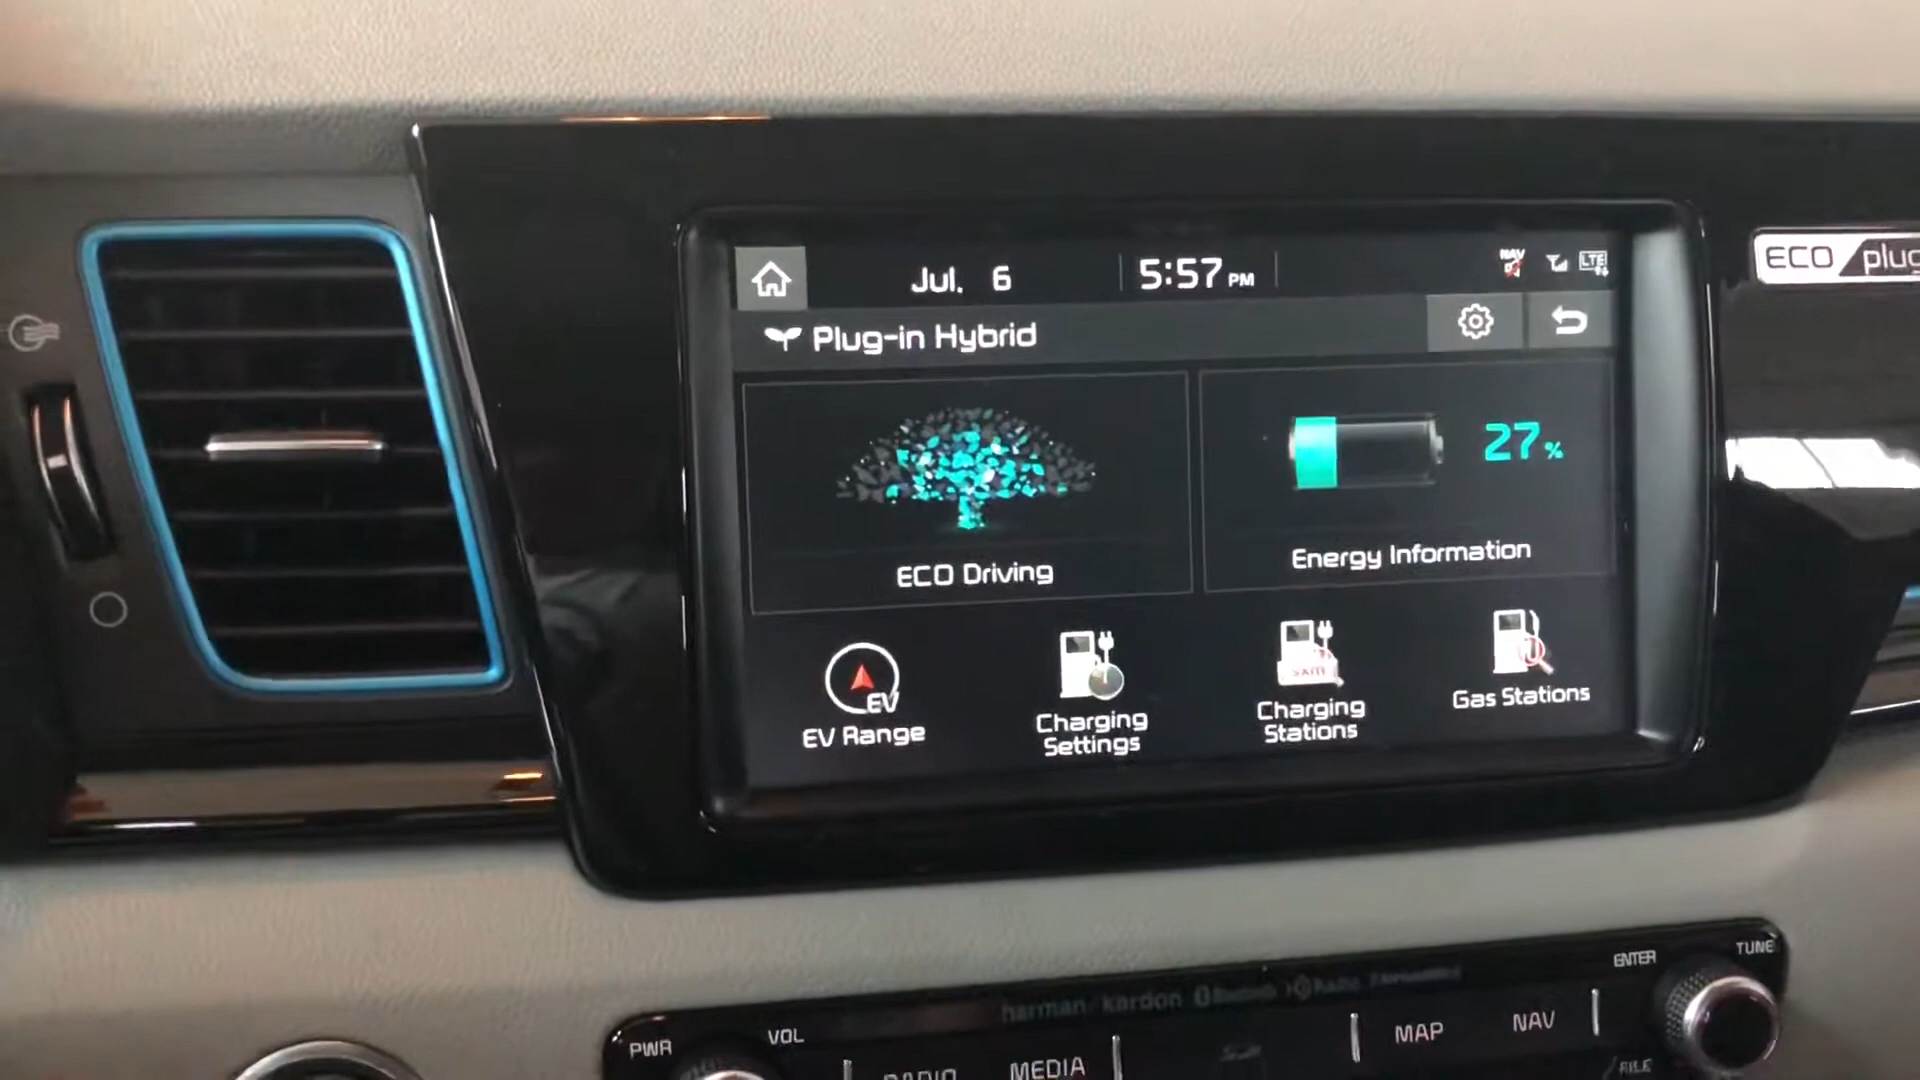 Jul. 6
5:57 PM
NAV
LTE
ECO plug
Plug-in Hybrid
27%
ECO Driving
Energy Information
EV
EV Range
Charging
Settings
sxm
Charging
Stations
Gas Stations
harman / kardon Bluetooth HD Radio
ENTER
TUNE
PWR
VOL
RADIO
MEDIA
MAP
NAV
FILE